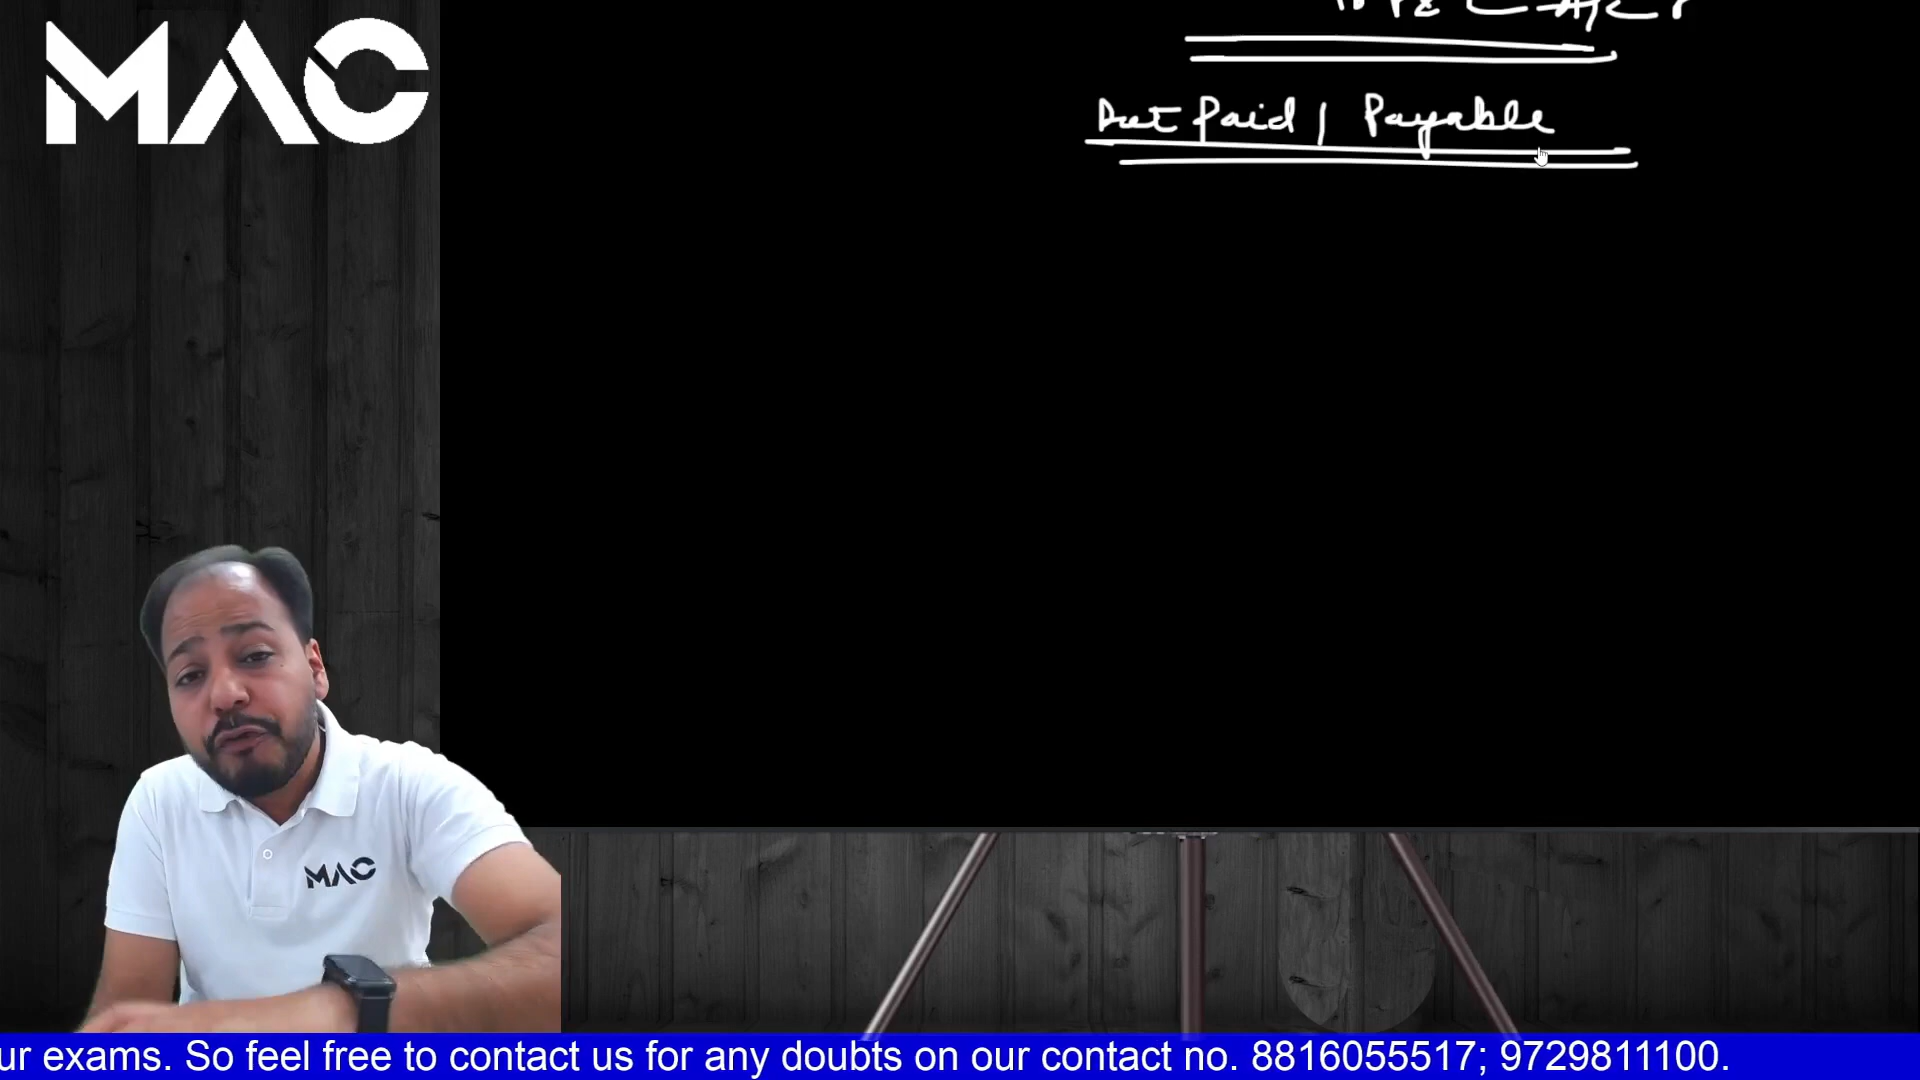 MAC
Amt Paid / Payable
MAC
ur exams. So feel free to contact us for any doubts on our contact no. 8816055517; 9729811100.